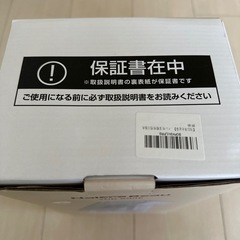 保証書在中
※取扱説明書の裏表紙が保証書です
ご使用になる前に必ず取扱説明書をお読みください